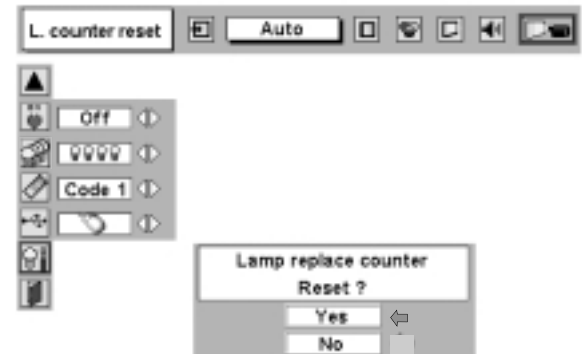 L. counter reset
Auto
Off
Code 1
Lamp replace counter
Reset ?
Yes
No